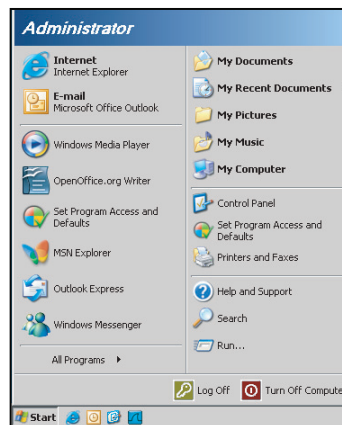 Administrator
Internet
Internet Explorer
E-mail
Microsoft Office Outlook
Windows Media Player
OpenOffice.org Writer
Set Program Access and
Defaults
MSN Explorer
Outlook Express
Windows Messenger
All Programs
My Documents
My Recent Documents
My Pictures
My Music
My Computer
Control Panel
Set Program Access and
Defaults
Printers and Faxes
Help and Support
Search
Run...
Log Off
Turn Off Compute
Start